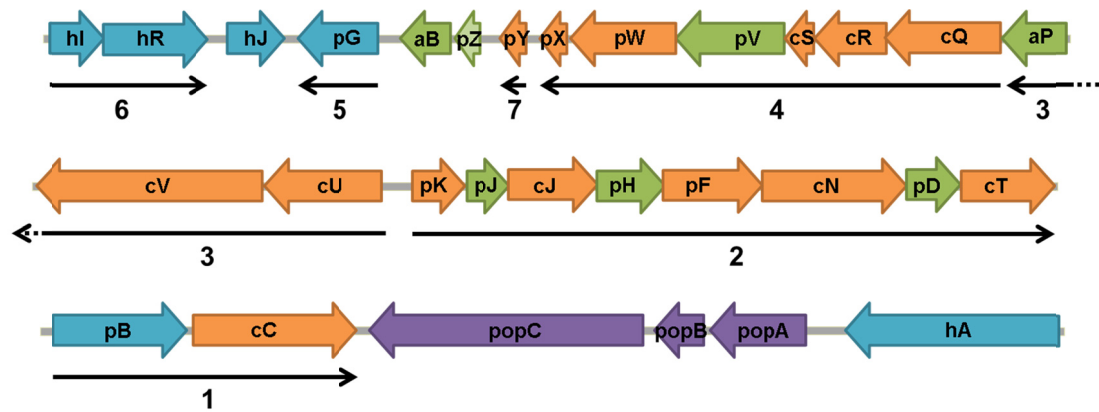 hI hR hJ pG aB pZ pY pX pW pV cS cR cQ aP
6 5 7 4 3
cV cU pK pJ cJ pH pF cN pD cT
3 2
pB cC popC popB popA hA
1